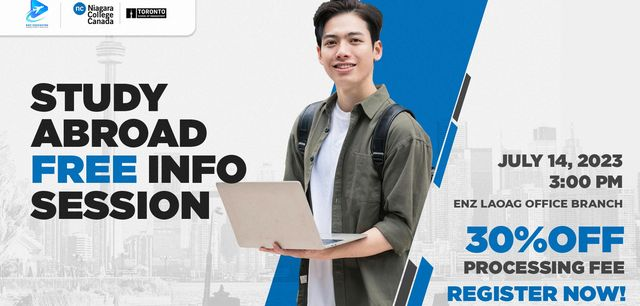 nc
Niagara
College
Canada
TORONTO
STUDY
ABROAD
FREE INFO
SESSION
JULY 14, 2023
3:00 PM
ENZ LAOAG OFFICE BRANCH
30%OFF
PROCESSING FEE
REGISTER NOW!